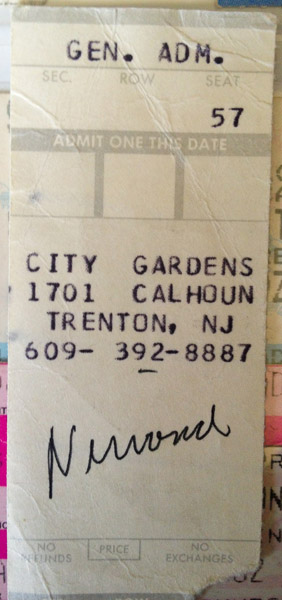 GEN. ADM.
SEC. ROW SEAT
57
ADMIT ONE THIS DATE
CITY GARDENS
1701 CALHOUN
TRENTON, NJ
609- 392-8887
NO REFUNDS PRICE NO EXCHANGES